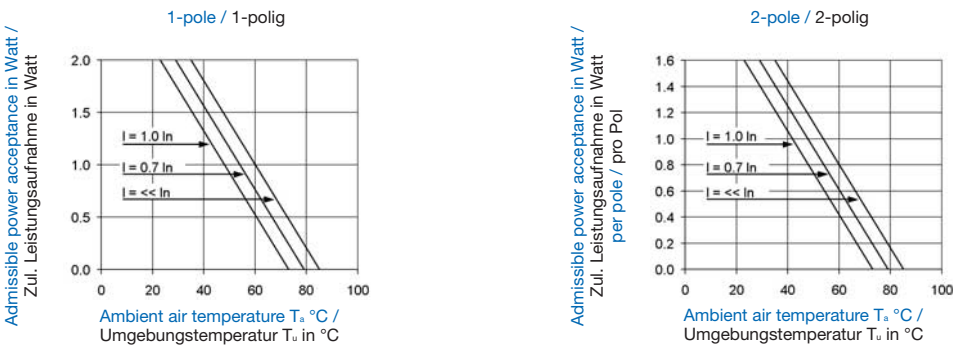 1-pole / 1-polig
Admissible power acceptance in Watt /
Zul. Leistungsaufnahme in Watt
2.0
1.5
1.0
0.5
0.0
I = 1.0 In
I = 0.7 In
I = << In
0 20 40 60 80 100
Ambient air temperature Ta °C /
Umgebungstemperatur Tu in °C
2-pole / 2-polig
Admissible power acceptance in Watt /
Zul. Leistungsaufnahme in Watt
per pole / pro Pol
1.6
1.4
1.2
1.0
0.8
0.6
0.4
0.2
0.0
I = 1.0 In
I = 0.7 In
I = << In
0 20 40 60 80 100
Ambient air temperature Ta °C /
Umgebungstemperatur Tu in °C